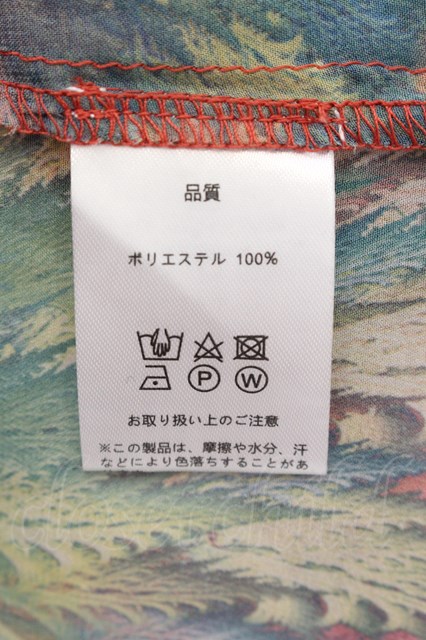 品質
ポリエステル 100%
P W
お取り扱い上のご注意
※この製品は、摩擦や水分、汗
などにより色落ちすることがあ